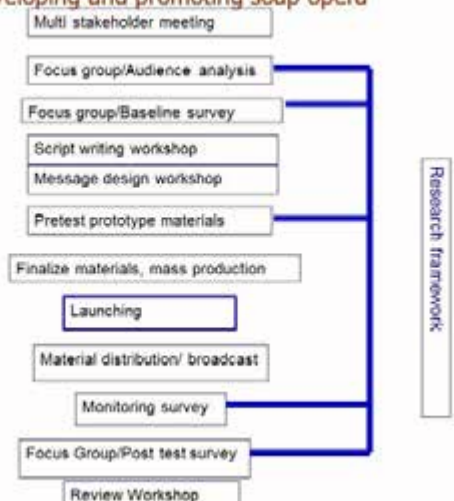 eloping and promoting soap opera
Multi stakeholder meeting
Focus group/Audience analysis
Focus group/Baseline survey
Script writing workshop
Message design workshop
Pretest prototype materials
Finalize materials, mass production
Launching
Material distribution/ broadcast
Monitoring survey
Focus Group/Post test survey
Review Workshop
Research framework